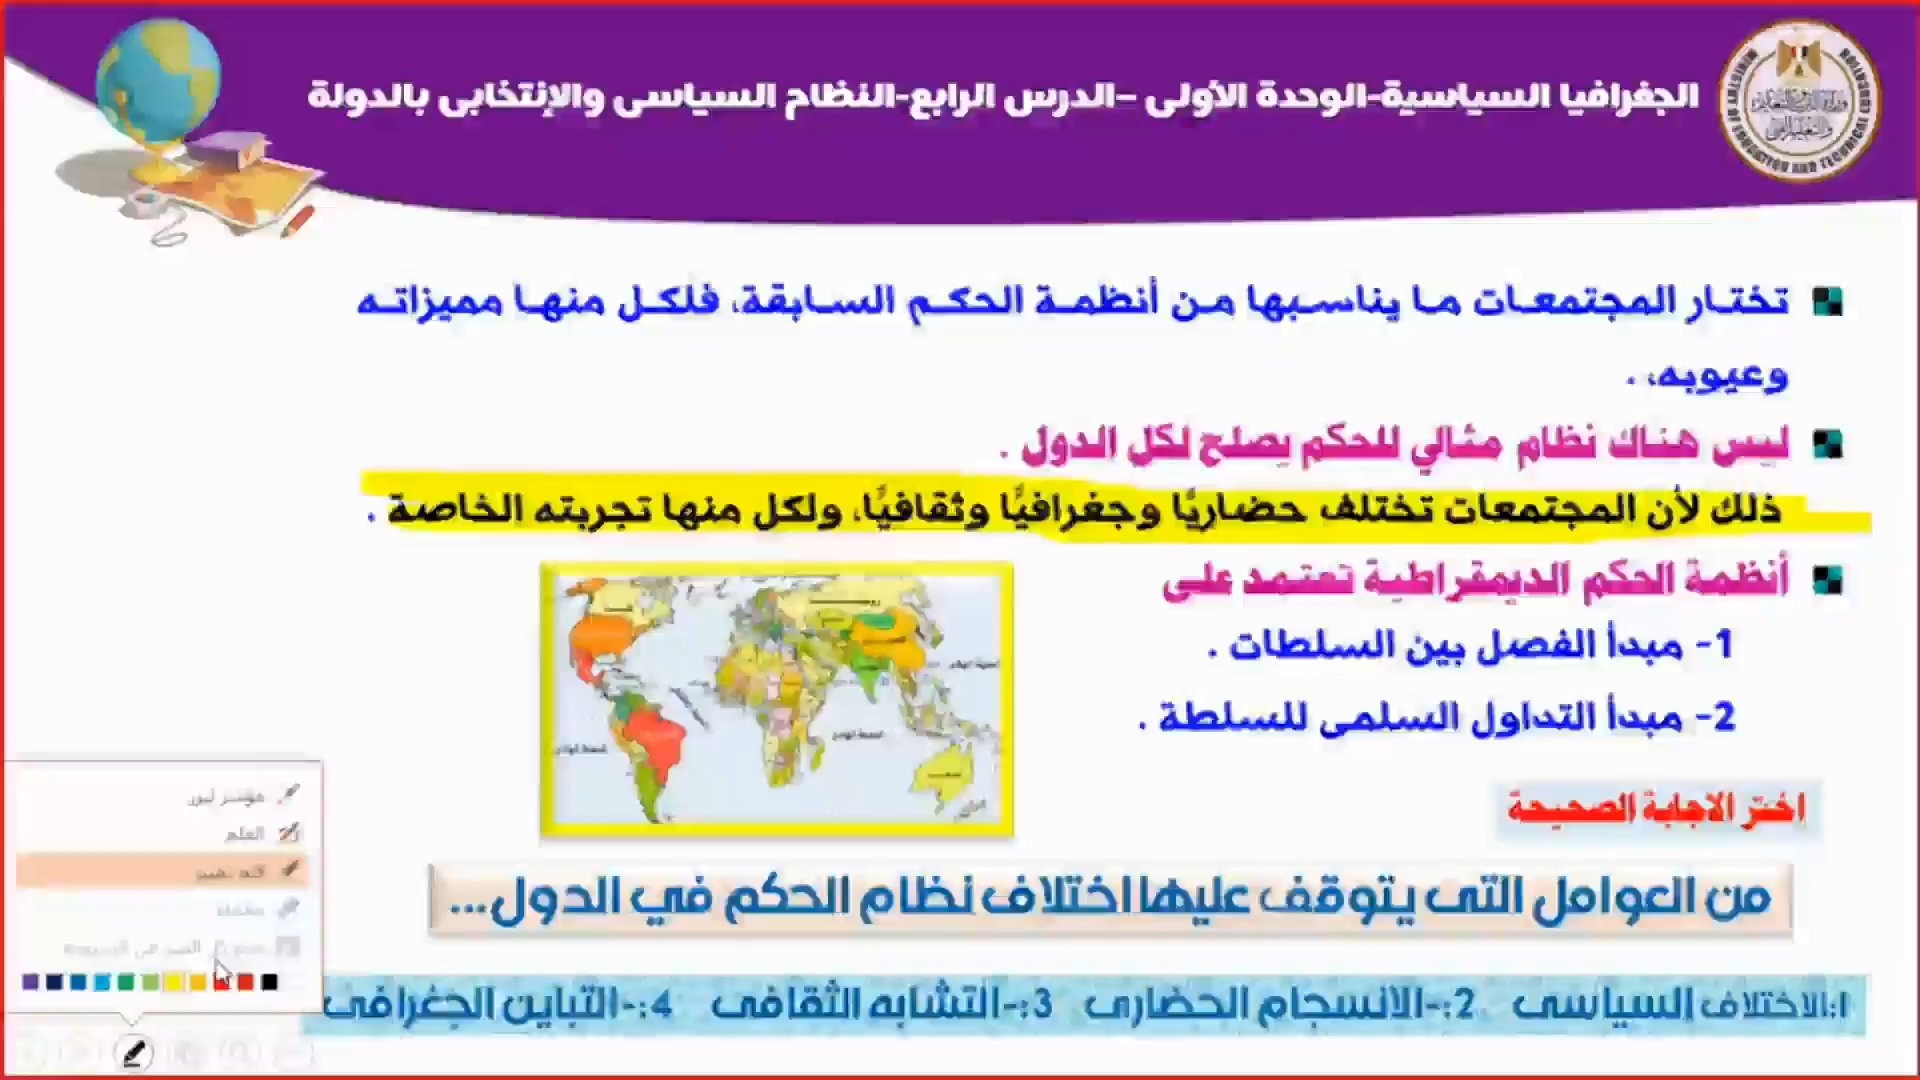 الجغرافيا السياسية-الوحدة الأولى –الدرس الرابع-النظام السياسى والإنتخابى بالدولة
تختار المجتمعات ما يناسبها من أنظمة الحكم السابقة، فلكل منها مميزاته
وعيوبه، .
ليس هناك نظام مثالي للحكم يصلح لكل الدول .
ذلك لأن المجتمعات تختلف حضاريًا وجغرافيًا وثقافيًا، ولكل منها تجربته الخاصة .
أنظمة الحكم الديمقراطية تعتمد على
1- مبدأ الفصل بين السلطات .
2- مبدأ التداول السلمى للسلطة .
اختر الاجابة الصحيحة
من العوامل التى يتوقف عليها اختلاف نظام الحكم في الدول...
1:الاختلاف السياسى 2:-الانسجام الحضارى 3:-التشابه الثقافى 4:-التباين الجغرافى
مؤشر ليزر
القلم